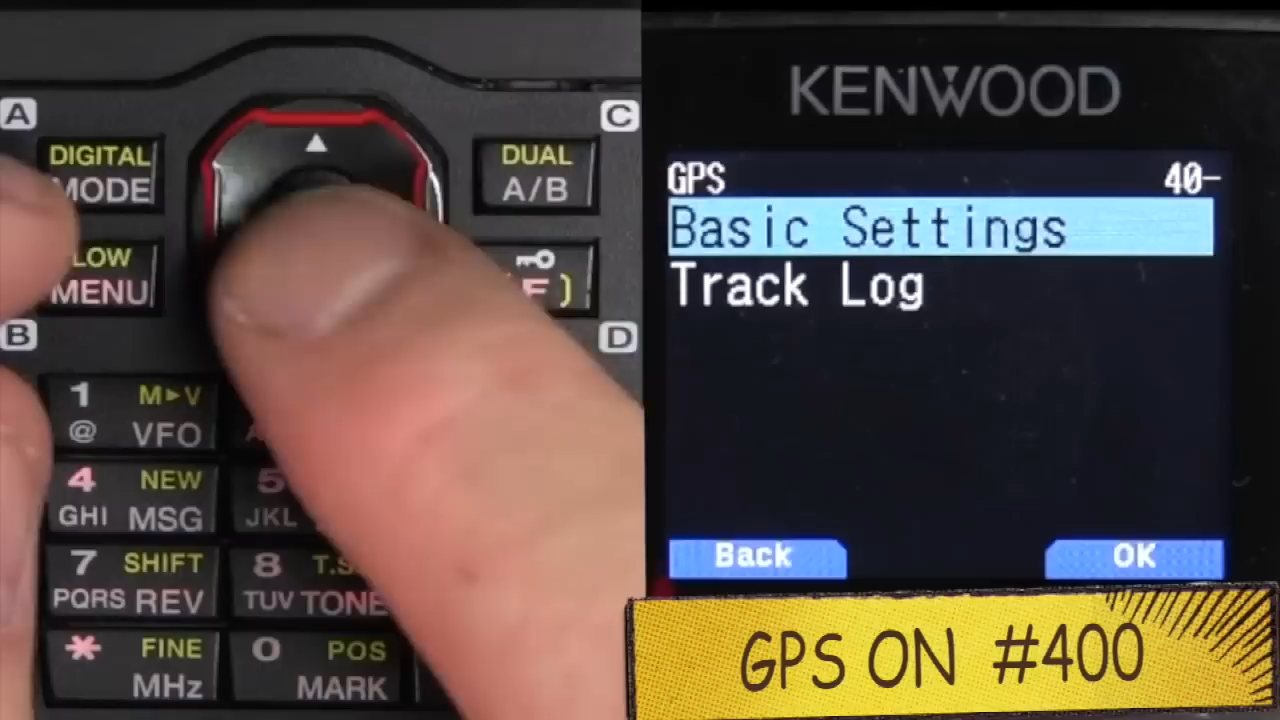 A
DIGITAL
MODE
LOW
MENU
B
C
DUAL
A/B
D
1 M►V
@ VFO
4 NEW
GHI MSG
5
JKL
7 SHIFT
PQRS REV
8
TUV TONE
* FINE
MHz
0 POS
MARK
KENWOOD
GPS 40-
Basic Settings
Track Log
Back OK
GPS ON #400